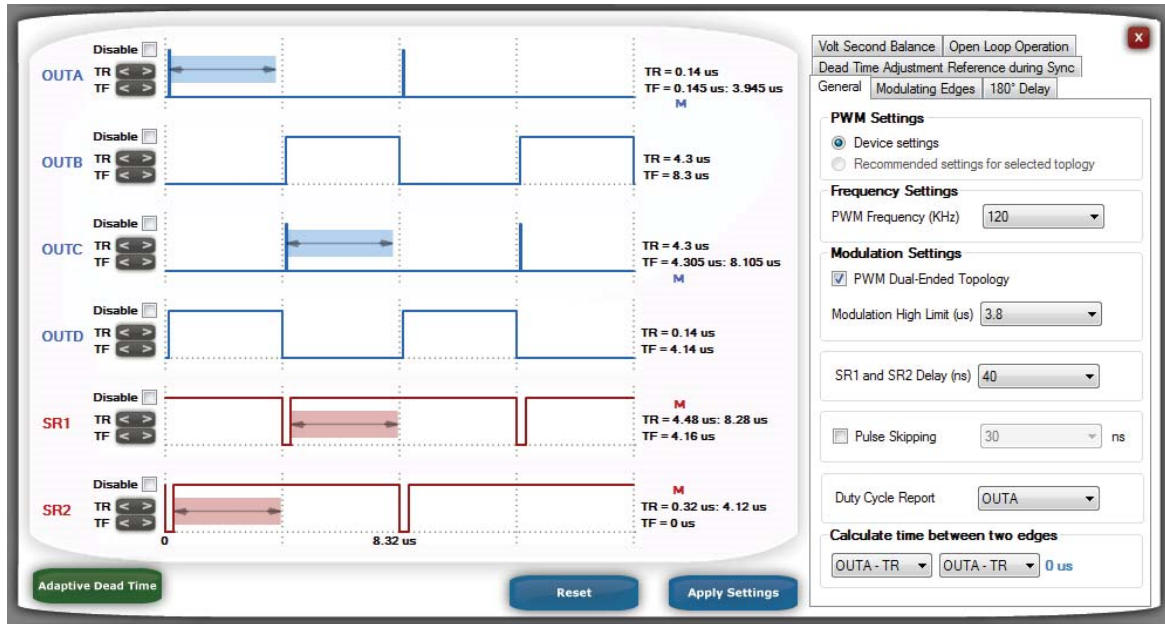 Disable
OUTA
TR < >
TF < >
TR = 0.14 us
TF = 0.145 us: 3.945 us
M
Disable
OUTB
TR < >
TF < >
TR = 4.3 us
TF = 8.3 us
Disable
OUTC
TR < >
TF < >
TR = 4.3 us
TF = 4.305 us: 8.105 us
M
Disable
OUTD
TR < >
TF < >
TR = 0.14 us
TF = 4.14 us
Disable
SR1
TR < >
TF < >
M
TR = 4.48 us: 8.28 us
TF = 4.16 us
Disable
SR2
TR < >
TF < >
M
TR = 0.32 us: 4.12 us
TF = 0 us
0 8.32 us
Adaptive Dead Time
Reset
Apply Settings
X
Volt Second Balance Open Loop Operation
Dead Time Adjustment Reference during Sync
General Modulating Edges 180° Delay
PWM Settings
Device settings
Recommended settings for selected toplogy
Frequency Settings
PWM Frequency (KHz) 120
Modulation Settings
PWM Dual-Ended Topology
Modulation High Limit (us) 3.8
SR1 and SR2 Delay (ns) 40
Pulse Skipping 30 ns
Duty Cycle Report OUTA
Calculate time between two edges
OUTA - TR OUTA - TR 0 us